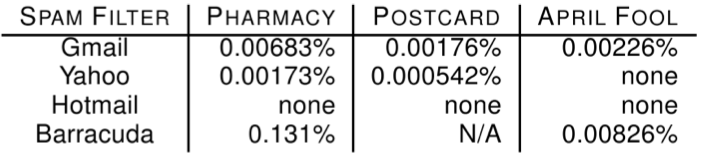 SPAM FILTER PHARMACY POSTCARD APRIL FOOL
Gmail 0.00683% 0.00176% 0.00226%
Yahoo 0.00173% 0.000542% none
Hotmail none none none
Barracuda 0.131% N/A 0.00826%